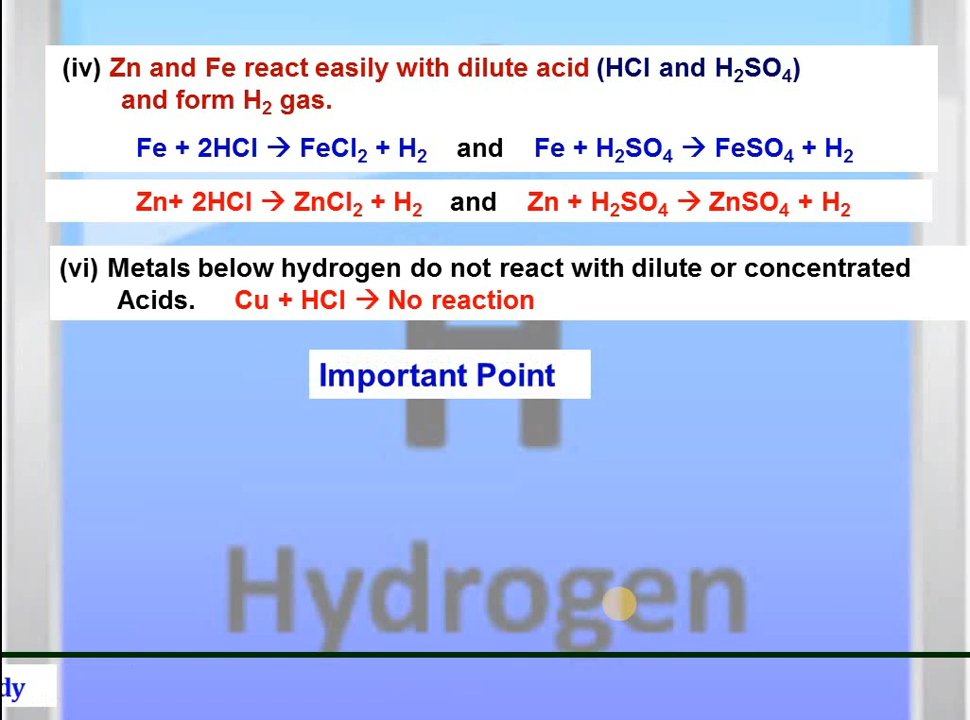 (iv) Zn and Fe react easily with dilute acid (HCl and H₂SO₄)
and form H₂ gas.
Fe + 2HCl → FeCl₂ + H₂ and Fe + H₂SO₄ → FeSO₄ + H₂
Zn+ 2HCl → ZnCl₂ + H₂ and Zn + H₂SO₄ → ZnSO₄ + H₂
(vi) Metals below hydrogen do not react with dilute or concentrated
Acids. Cu + HCl → No reaction
Important Point
H
Hydrogen
dy